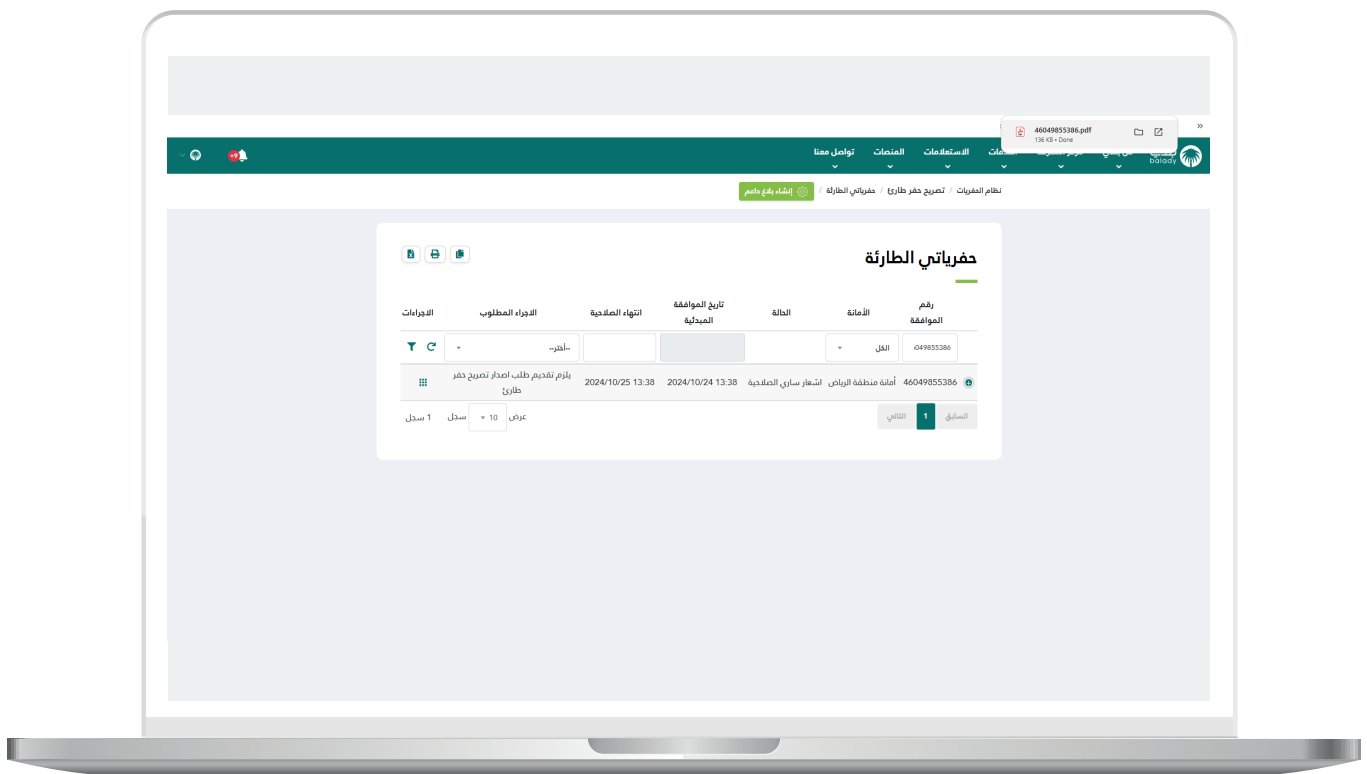 46049855386.pdf
136 KB • Done
»
balady
الاستعلامات
المنصات
تواصل معنا
+9
نظام الحفريات / تصريح حفر طارئ / حفرياتي الطارئة /
إنشاء بلاغ داعم
حفرياتي الطارئة
رقم الموافقة
الأمانة
الحالة
تاريخ الموافقة المبدئية
انتهاء الصلاحية
الاجراء المطلوب
الاجراءات
049855386
الكل
--أختر--
46049855386
أمانة منطقة الرياض
اشعار ساري الصلاحية
2024/10/24 13:38
2024/10/25 13:38
يلزم تقديم طلب اصدار تصريح حفر
طارئ
السابق
1
التالي
عرض 10 سجل
1 سجل